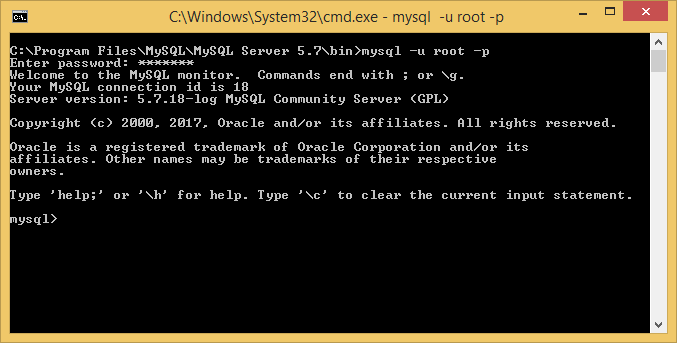 C:\Windows\System32\cmd.exe - mysql  -u root -p
C:\Program Files\MySQL\MySQL Server 5.7\bin>mysql -u root -p
Enter password: *******
Welcome to the MySQL monitor.  Commands end with ; or \g.
Your MySQL connection id is 18
Server version: 5.7.18-log MySQL Community Server (GPL)
Copyright (c) 2000, 2017, Oracle and/or its affiliates. All rights reserved.
Oracle is a registered trademark of Oracle Corporation and/or its
affiliates. Other names may be trademarks of their respective
owners.
Type 'help;' or '\h' for help. Type '\c' to clear the current input statement.
mysql>